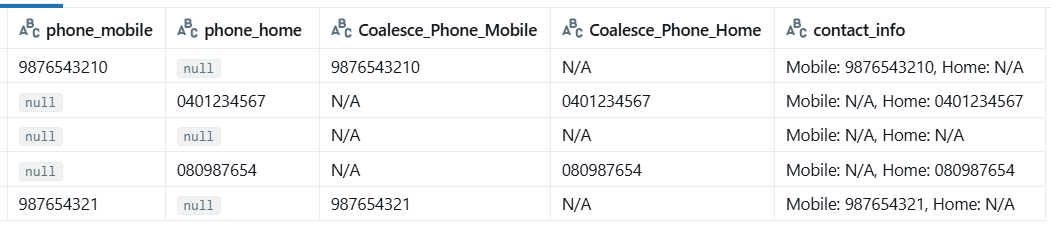 phone_mobile phone_home Coalesce_Phone_Mobile Coalesce_Phone_Home contact_info
9876543210 null 9876543210 N/A Mobile: 9876543210, Home: N/A
null 0401234567 N/A 0401234567 Mobile: N/A, Home: 0401234567
null null N/A N/A Mobile: N/A, Home: N/A
null 080987654 N/A 080987654 Mobile: N/A, Home: 080987654
987654321 null 987654321 N/A Mobile: 987654321, Home: N/A